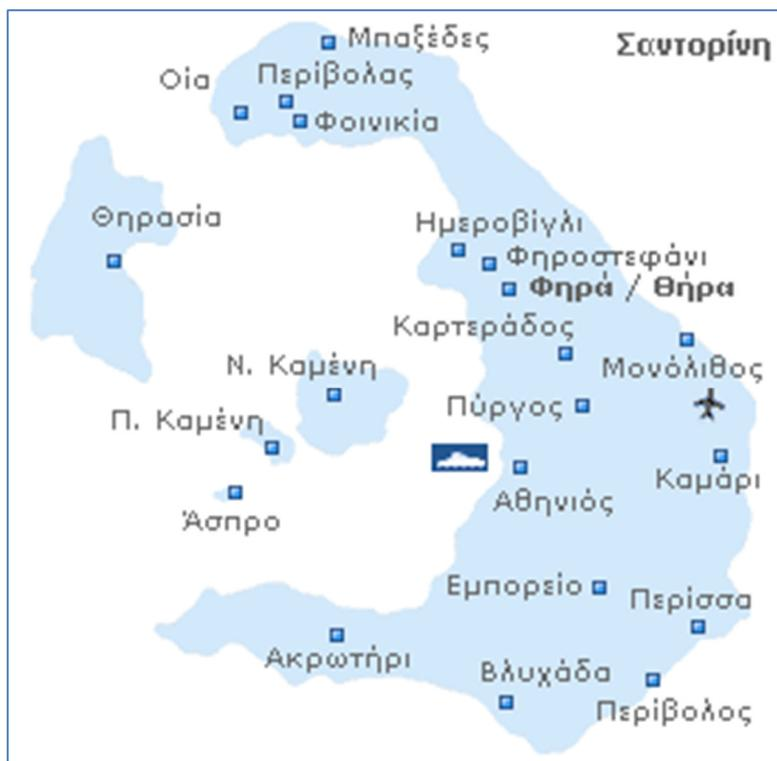 Μπαξέδες
Σαντορίνη
Οία
Περίβολας
Φοινικία
Θηρασία
Ημεροβίγλι
Φηροστεφάνι
Φηρά / Θήρα
Καρτεράδος
Μονόλιθος
Ν. Καμένη
Πύργος
Π. Καμένη
Καμάρι
Αθηνιός
Άσπρο
Εμπορείο
Περίσσα
Ακρωτήρι
Βλυχάδα
Περίβολος